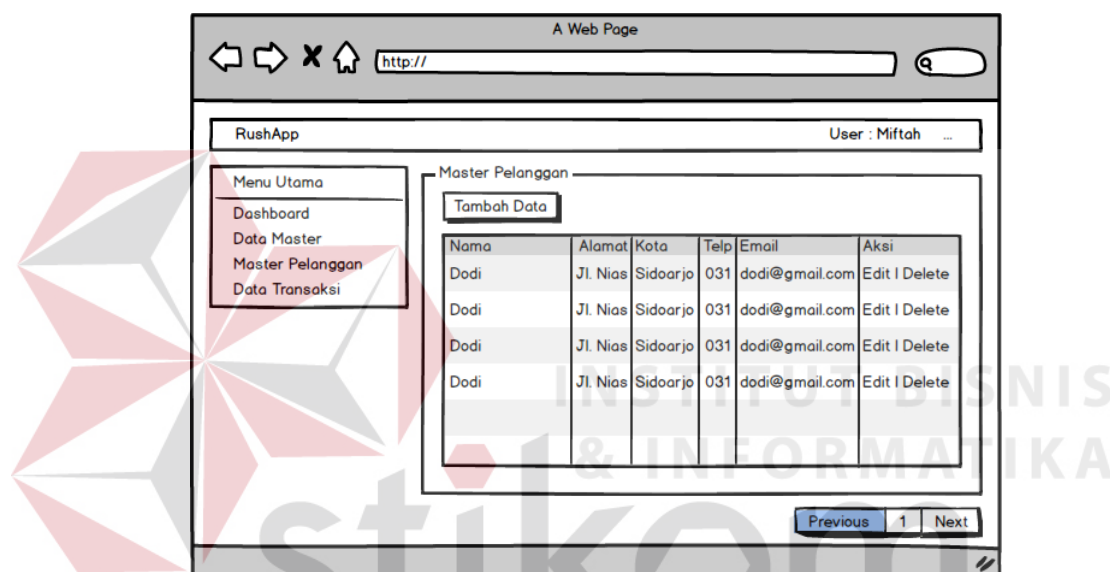 A Web Page
http://
RushApp
User : Miftah ...
Menu Utama
Dashboard
Data Master
Master Pelanggan
Data Transaksi
Master Pelanggan
Tambah Data
Nama Alamat Kota Telp Email Aksi
Dodi Jl. Nias Sidoarjo 031 dodi@gmail.com Edit | Delete
Dodi Jl. Nias Sidoarjo 031 dodi@gmail.com Edit | Delete
Dodi Jl. Nias Sidoarjo 031 dodi@gmail.com Edit | Delete
Dodi Jl. Nias Sidoarjo 031 dodi@gmail.com Edit | Delete
INSTITUT BISNIS
& INFORMATIKA
stikom
Previous 1 Next